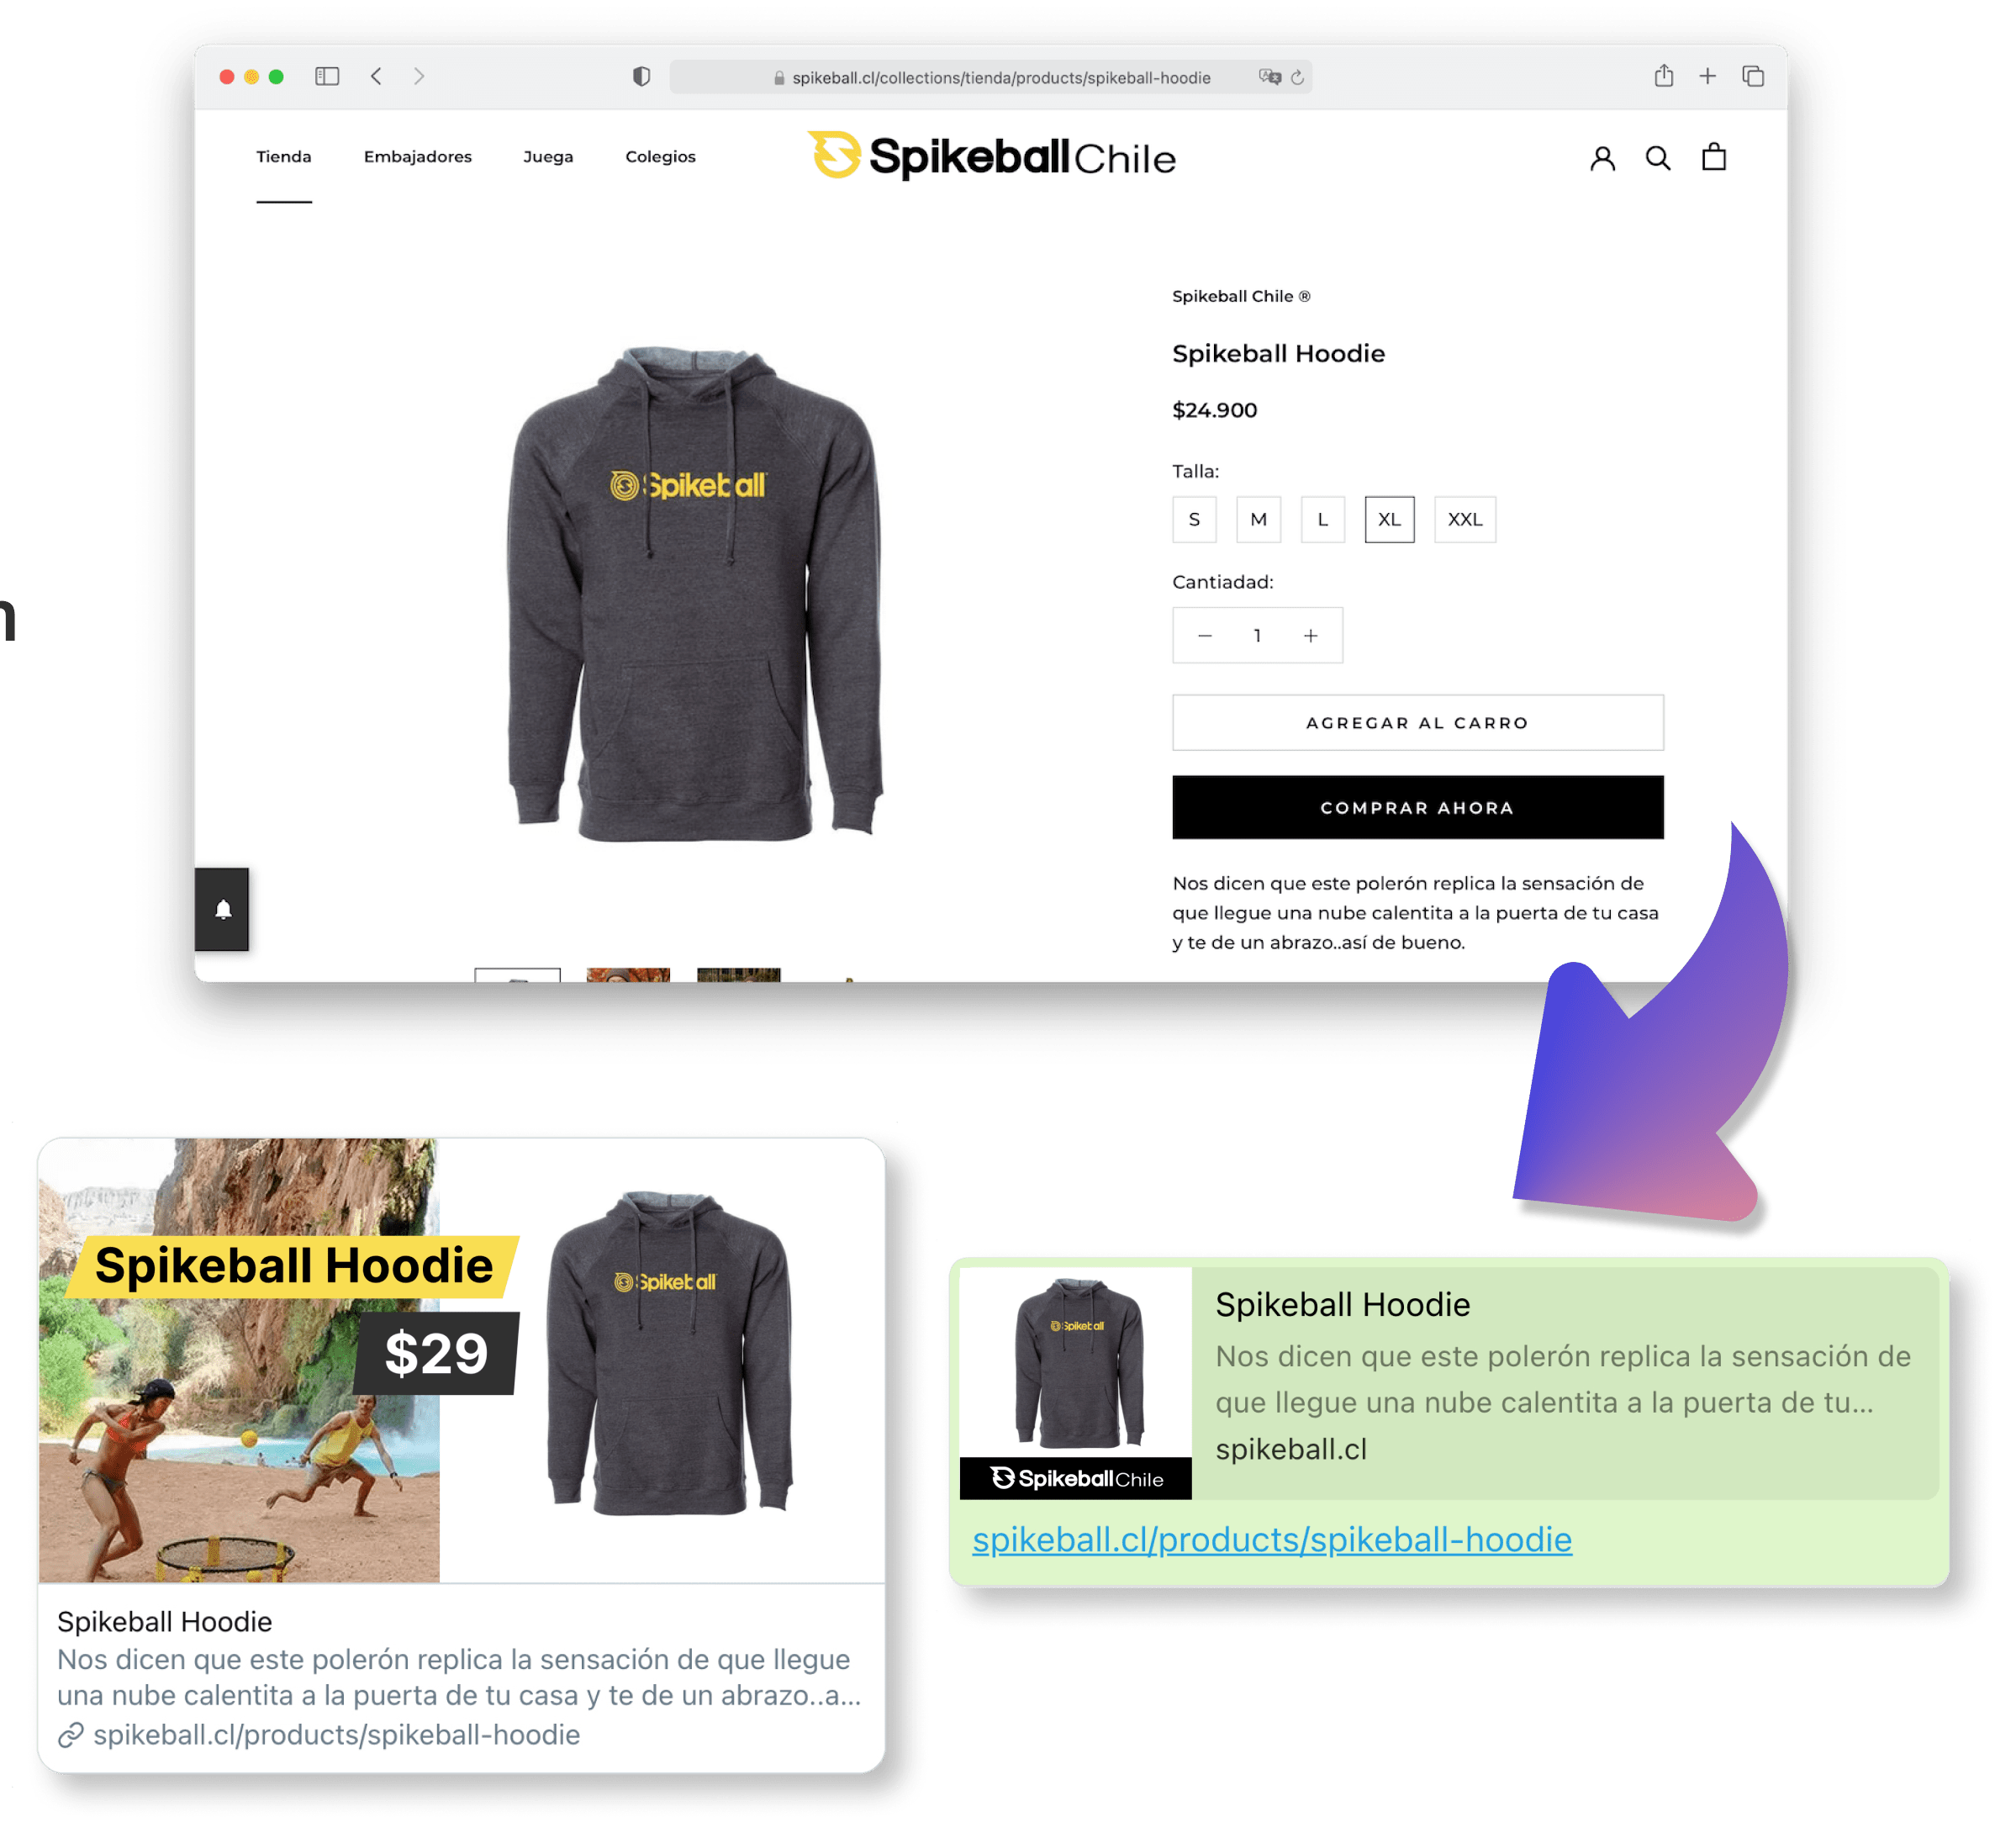 spikeball.cl/collections/tienda/products/spikeball-hoodie
Tienda
Embajadores
Juega
Colegios
Spikeball Chile
Spikeball Chile ®
Spikeball Hoodie
$24.900
Talla:
S
M
L
XL
XXL
Cantiadad:
− 1 +
AGREGAR AL CARRO
COMPRAR AHORA
Nos dicen que este polerón replica la sensación de
que llegue una nube calentita a la puerta de tu casa
y te de un abrazo..así de bueno.
Spikeball
n
Spikeball Hoodie
$29
Spikeball
Spikeball Hoodie
Nos dicen que este polerón replica la sensación de que llegue
una nube calentita a la puerta de tu casa y te de un abrazo..a...
spikeball.cl/products/spikeball-hoodie
Spikeball
Spikeball Chile
Spikeball Hoodie
Nos dicen que este polerón replica la sensación de
que llegue una nube calentita a la puerta de tu...
spikeball.cl
spikeball.cl/products/spikeball-hoodie